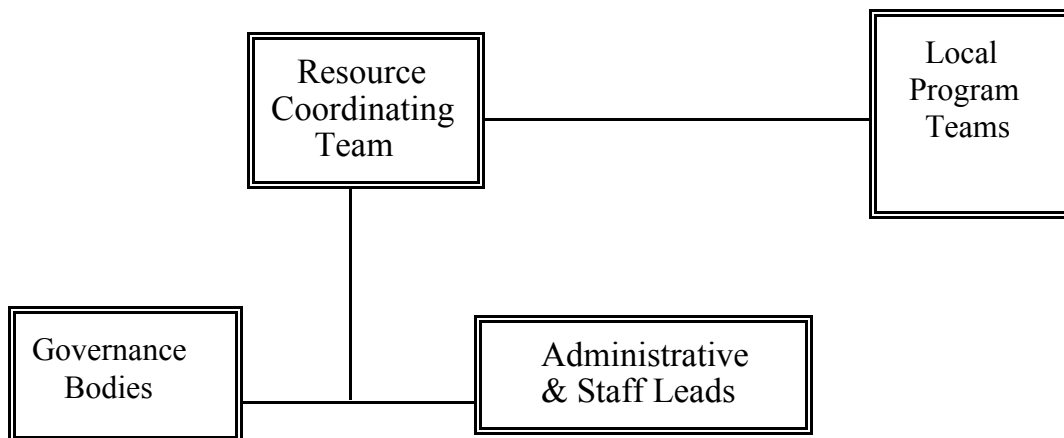 Resource
Coordinating
Team
Local
Program
Teams
Governance
Bodies
Administrative
& Staff Leads